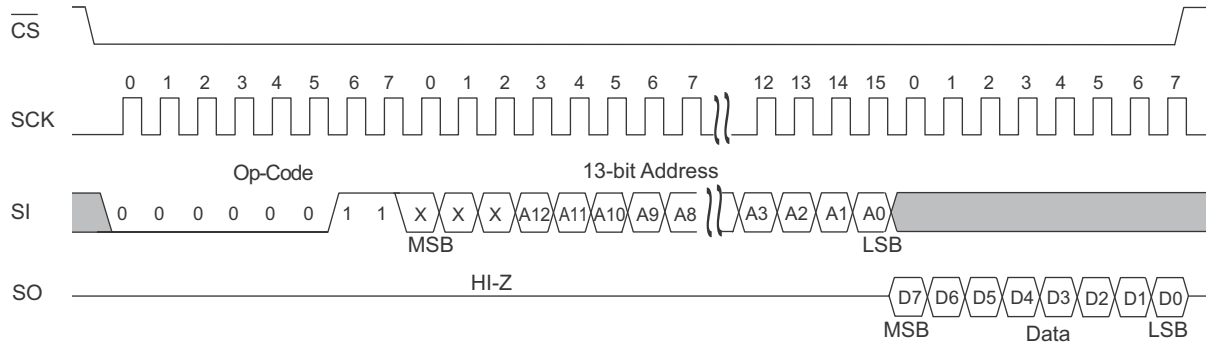 CS
0 1 2 3 4 5 6 7 0 1 2 3 4 5 6 7 12 13 14 15 0 1 2 3 4 5 6 7
SCK
Op-Code 13-bit Address
SI 0 0 0 0 0 0 1 1 X X X A12 A11 A10 A9 A8 A3 A2 A1 A0
MSB LSB
HI-Z
SO D7 D6 D5 D4 D3 D2 D1 D0
MSB Data LSB